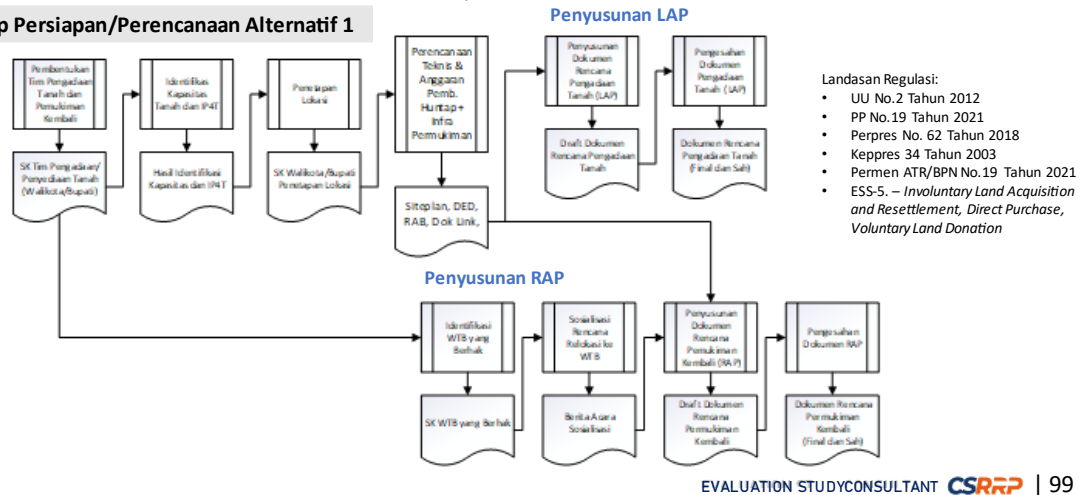 p Persiapan/Perencanaan Alternatif 1
Penyusunan LAP
Pembentukan
Tim Pengadaan
Tanah dan
Pemukiman
Kembali
Identifikas
Kapasitas
Tanah dan IP4T
Penetapan
Lokasi
Perencanaan
Teknis &
Anggaran
Pemb.
Huntap +
Infra
Permukiman
Penyusunan
Dokumen
Rencana
Pengadaan
Tanah (LAP)
Pengesahan
Dokumen
Pengadaan
Tanah (LAP)
SK Tim Pengadaan/
Penyediaan Tanah
(Walikota/Bupati)
Hasil Identifikasi
Kapasitas dan IP4T
SK Walikota/Bupati
Penetapan Lokasi
Siteplan, DED,
RAB, Dok Link,
Draft Dokumen
Rencana Pengadaan
Tanah
Dokumen Rencana
Pengadaan Tanah
(Final dan Sah)
Landasan Regulasi:
• UU No.2 Tahun 2012
• PP No.19 Tahun 2021
• Perpres No. 62 Tahun 2018
• Keppres 34 Tahun 2003
• Permen ATR/BPN No.19 Tahun 2021
• ESS-5. – Involuntary Land Acquisition
and Resettlement, Direct Purchase,
Voluntary Land Donation
Penyusunan RAP
Identifikasi
WTB yang
Berhak
Sosialisasi
Rencana
Relokasi ke
WTB
Penyusunan
Dokumen
Rencana
Pemukiman
Kembali (RAP)
Pengesahan
Dokumen RAP
SK WTB yang Berhak
Berita Acara
Sosialisasi
Draft Dokumen
Rencana
Permukiman
Kembali
Dokumen Rencana
Permukiman
Kembali
(Final dan Sah)
EVALUATION STUDYCONSULTANT CSRRP | 99